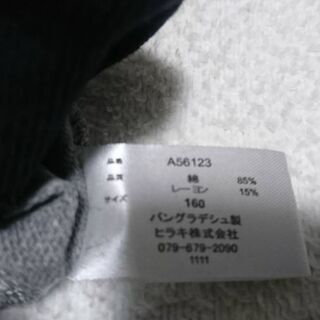 品番 A56123
品質 綿 85%
レーヨン 15%
サイズ 160
バングラデシュ製
ヒラキ株式会社
079-679-2090
1111